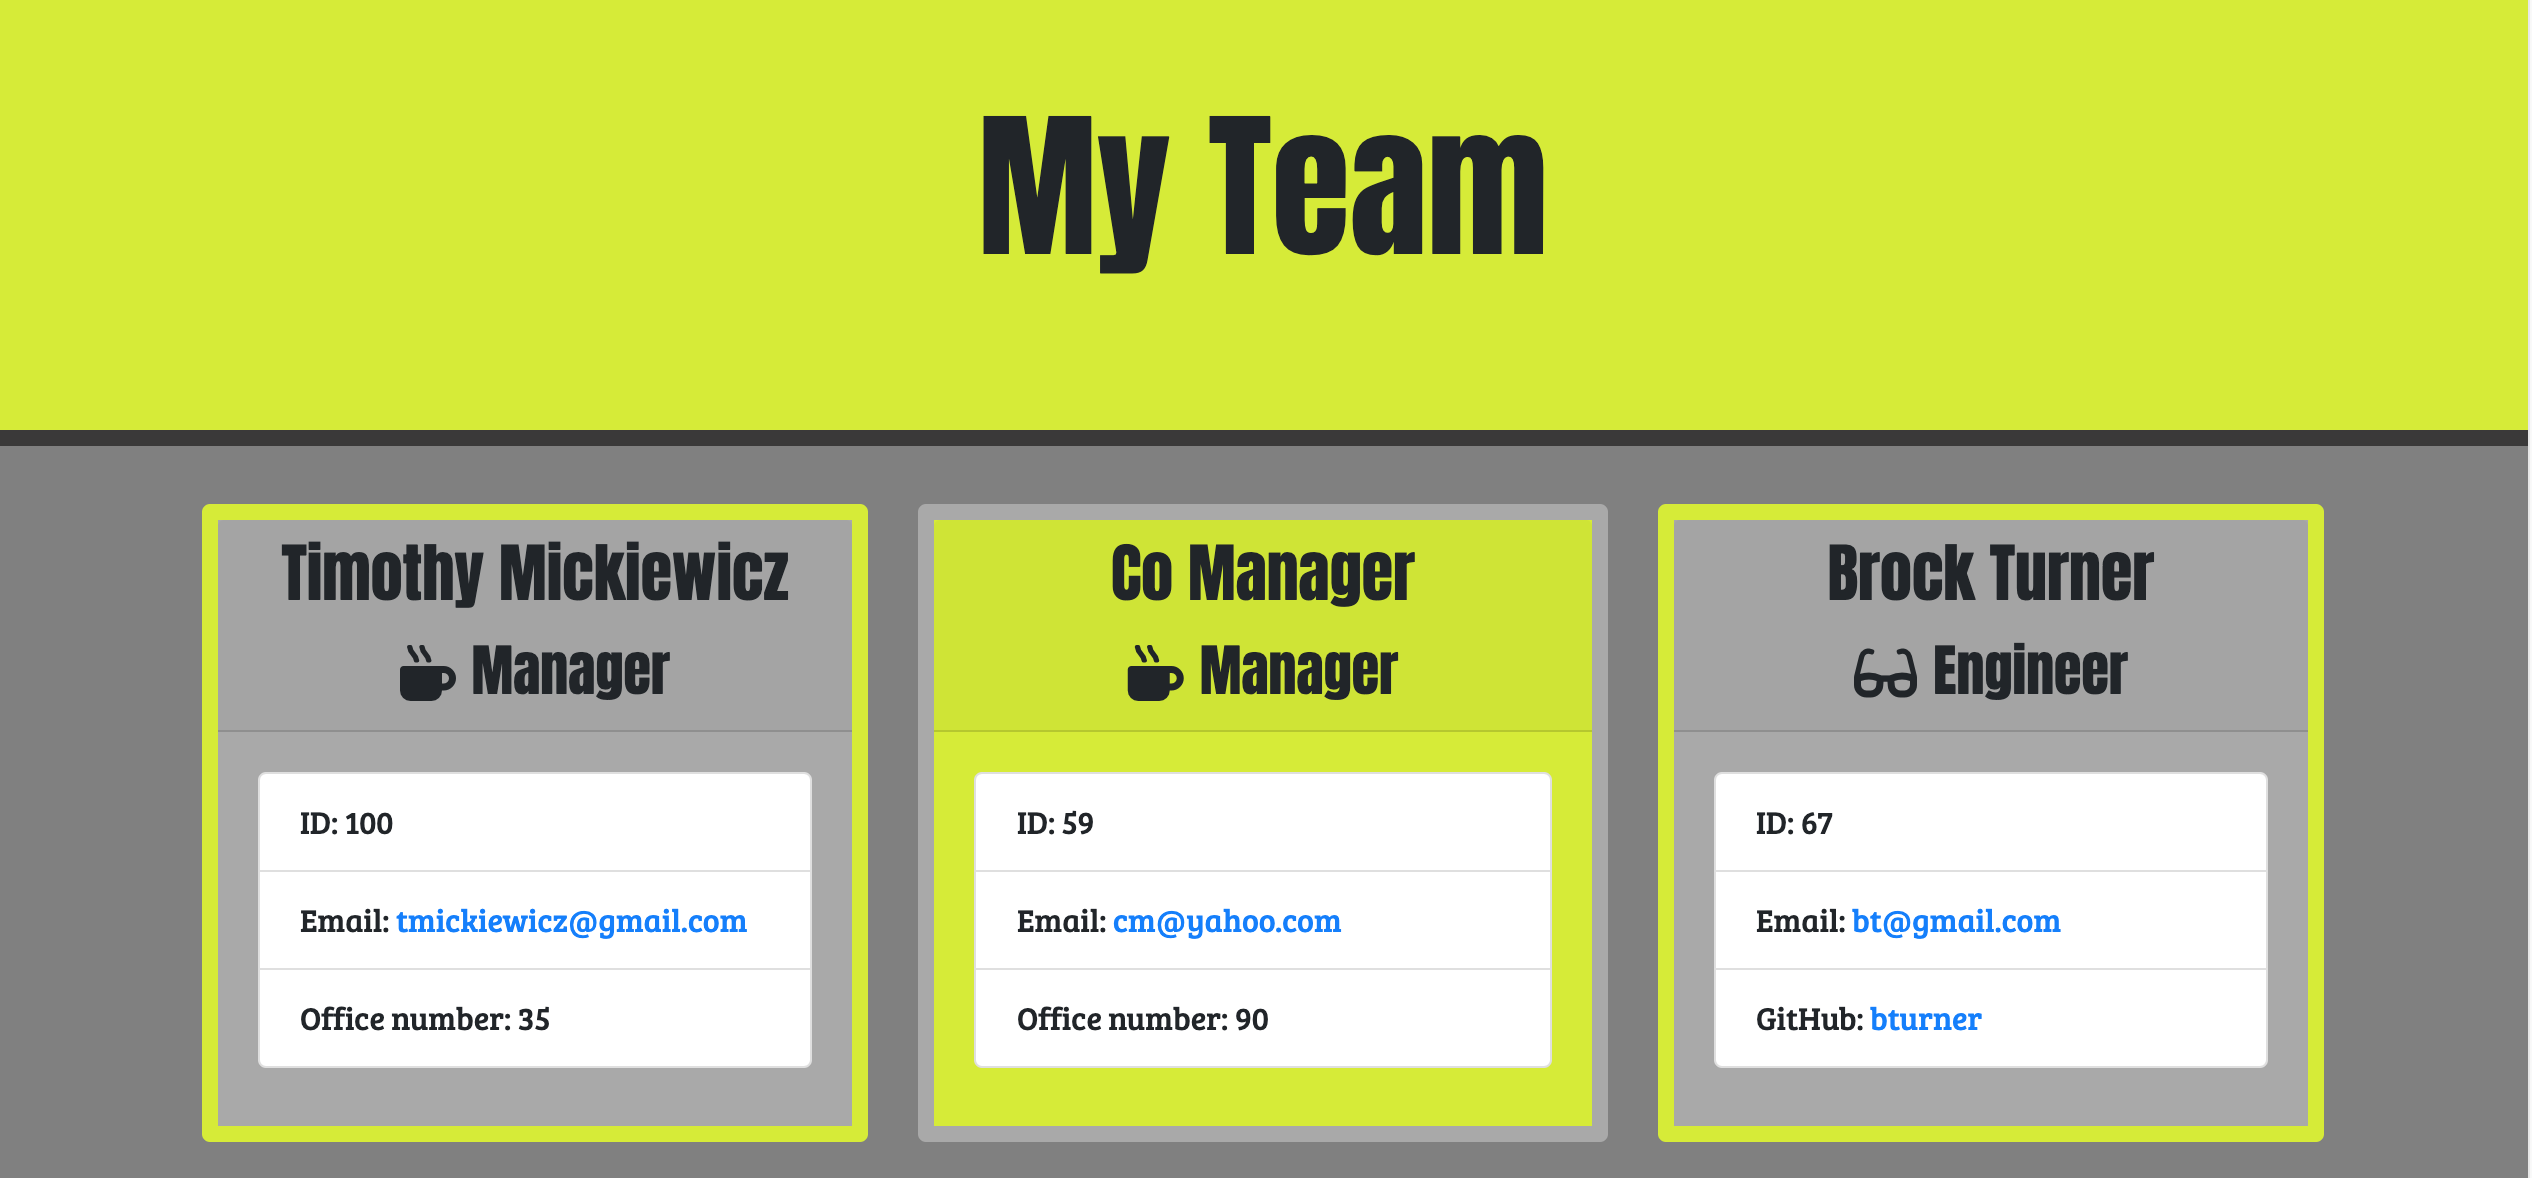 My Team
Timothy Mickiewicz
Manager
ID: 100
Email: tmickiewicz@gmail.com
Office number: 35
Co Manager
Manager
ID: 59
Email: cm@yahoo.com
Office number: 90
Brock Turner
Engineer
ID: 67
Email: bt@gmail.com
GitHub: bturner